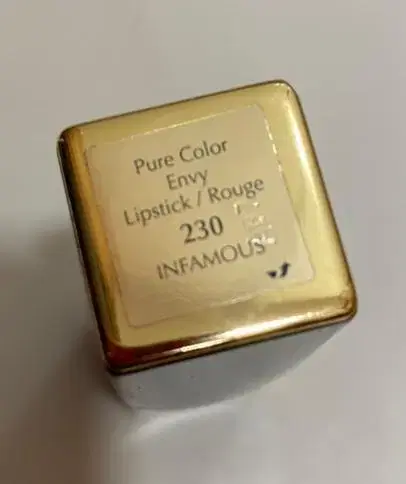 Pure Color
Envy
Lipstick / Rouge
230
INFAMOUS